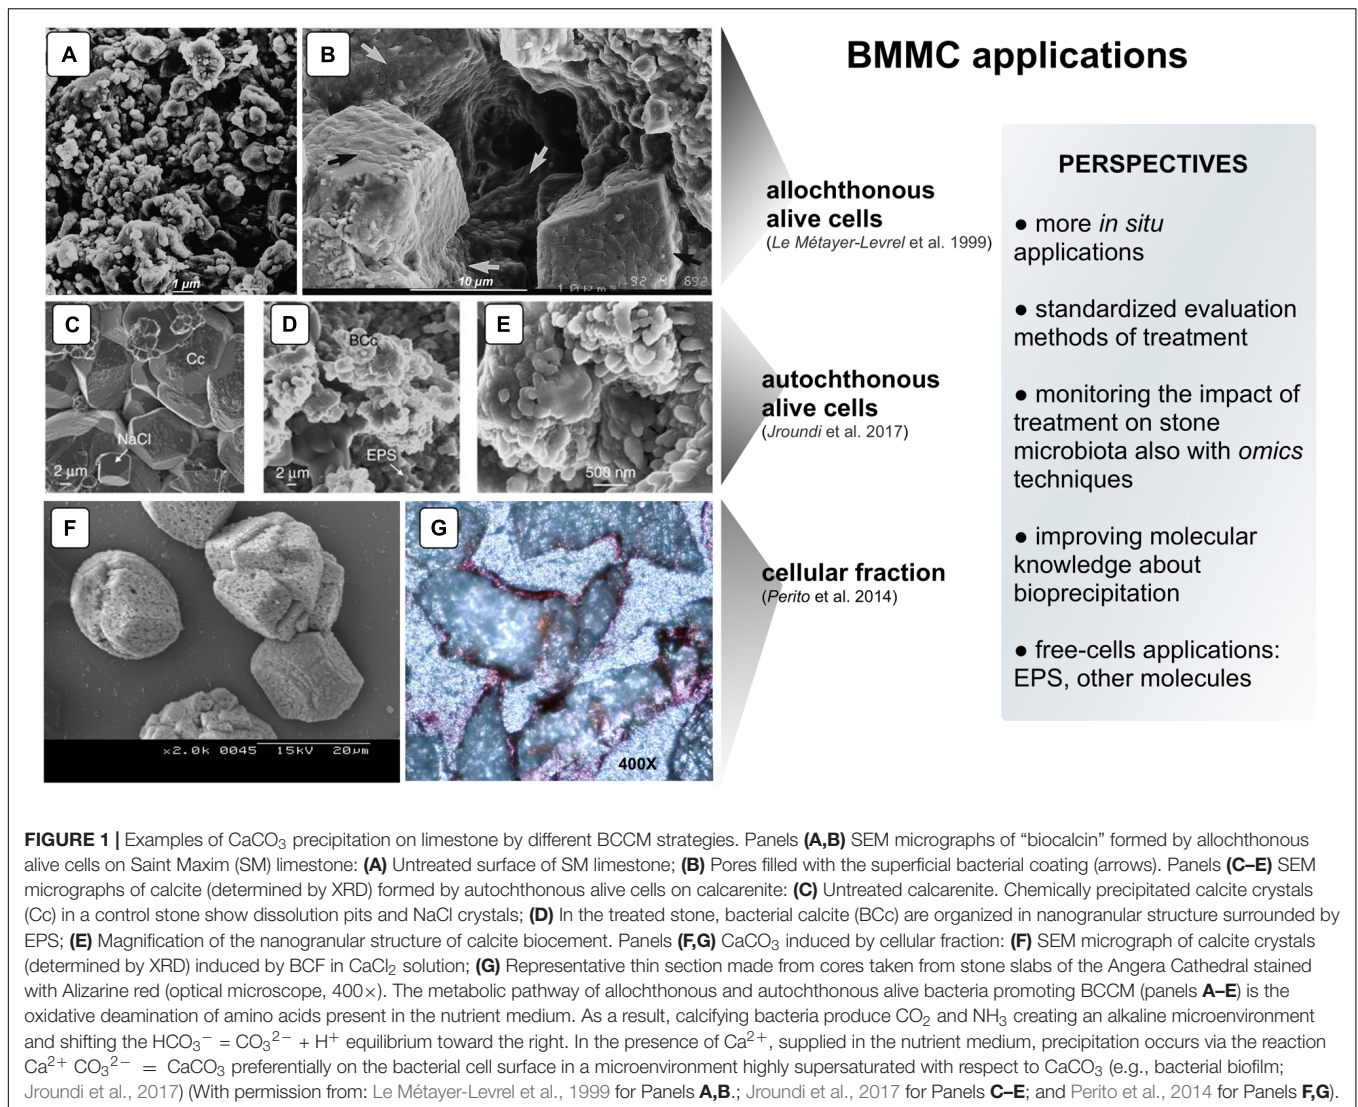 A
B
1 µm
10 µm
C
D
E
Cc
NaCl
2 µm
BCc
EPS
2 µm
500 nm
F
G
x2.0k 0045 15kV 20µm
400X
BMMC applications
allochthonous
alive cells
(Le Métayer-Levrel et al. 1999)
autochthonous
alive cells
(Jroundi et al. 2017)
cellular fraction
(Perito et al. 2014)
PERSPECTIVES
● more in situ
applications
● standardized evaluation
methods of treatment
● monitoring the impact of
treatment on stone
microbiota also with omics
techniques
● improving molecular
knowledge about
bioprecipitation
● free-cells applications:
EPS, other molecules
FIGURE 1 | Examples of CaCO₃ precipitation on limestone by different BCCM strategies. Panels (A,B) SEM micrographs of “biocalcin” formed by allochthonous
alive cells on Saint Maxim (SM) limestone: (A) Untreated surface of SM limestone; (B) Pores filled with the superficial bacterial coating (arrows). Panels (C–E) SEM
micrographs of calcite (determined by XRD) formed by autochthonous alive cells on calcarenite: (C) Untreated calcarenite. Chemically precipitated calcite crystals
(Cc) in a control stone show dissolution pits and NaCl crystals; (D) In the treated stone, bacterial calcite (BCc) are organized in nanogranular structure surrounded by
EPS; (E) Magnification of the nanogranular structure of calcite biocement. Panels (F,G) CaCO₃ induced by cellular fraction: (F) SEM micrograph of calcite crystals
(determined by XRD) induced by BCF in CaCl₂ solution; (G) Representative thin section made from cores taken from stone slabs of the Angera Cathedral stained
with Alizarine red (optical microscope, 400×). The metabolic pathway of allochthonous and autochthonous alive bacteria promoting BCCM (panels A–E) is the
oxidative deamination of amino acids present in the nutrient medium. As a result, calcifying bacteria produce CO₂ and NH₃ creating an alkaline microenvironment
and shifting the HCO₃⁻ = CO₃²⁻ + H⁺ equilibrium toward the right. In the presence of Ca²⁺, supplied in the nutrient medium, precipitation occurs via the reaction
Ca²⁺ CO₃²⁻ = CaCO₃ preferentially on the bacterial cell surface in a microenvironment highly supersaturated with respect to CaCO₃ (e.g., bacterial biofilm;
Jroundi et al., 2017) (With permission from: Le Métayer-Levrel et al., 1999 for Panels A,B.; Jroundi et al., 2017 for Panels C–E; and Perito et al., 2014 for Panels F,G).